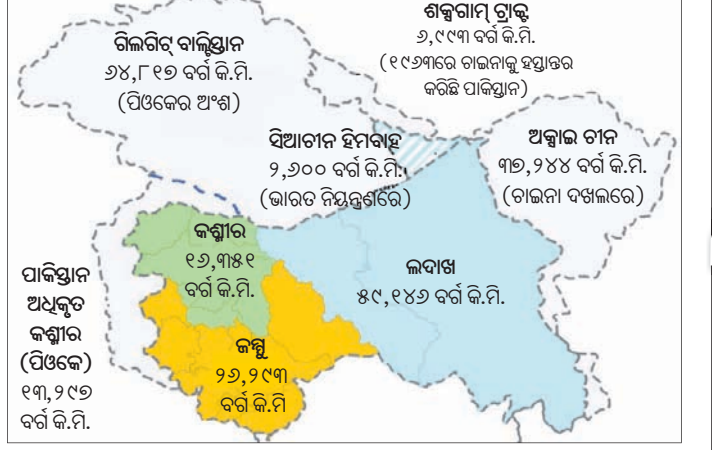 ଶକ୍ସଗାମ୍ ଟ୍ରାକ୍ଟ
୬,୯୯୩ ବର୍ଗ କି.ମି.
(୧୯୬୩ରେ ଚାଇନାକୁ ହସ୍ତାନ୍ତର
କରିଛି ପାକିସ୍ତାନ)
ଗିଲଗିଟ୍ ବାଲ୍ଟିସ୍ତାନ
୬୪,୮୧୭ ବର୍ଗ କି.ମି.
(ପିଓକେର ଅଂଶ)
ସିଆଚୀନ ହିମବାହ
୨,୬୦୦ ବର୍ଗ କି.ମି.
(ଭାରତ ନିୟନ୍ତ୍ରଣରେ)
ଅକ୍ସାଇ ଚୀନ
୩୭,୨୪୪ ବର୍ଗ କି.ମି.
(ଚାଇନା ଦଖଲରେ)
କଶ୍ମୀର
୧୬,୩୫୧
ବର୍ଗ କି.ମି.
ଲଦାଖ
୫୯,୧୪୬ ବର୍ଗ କି.ମି.
ପାକିସ୍ତାନ
ଅଧିକୃତ
କଶ୍ମୀର
(ପିଓକେ)
୧୩,୨୯୭
ବର୍ଗ କି.ମି.
ଜମ୍ମୁ
୨୬,୨୯୩
ବର୍ଗ କି.ମି